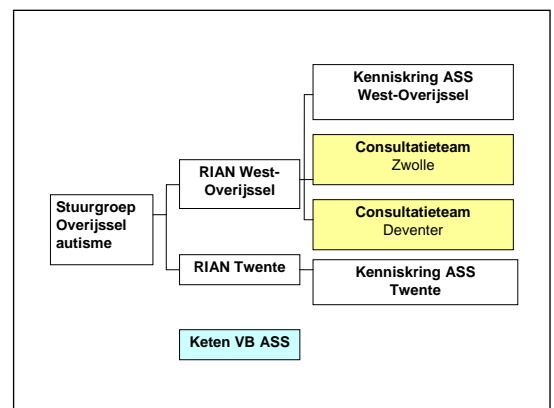 Kenniskring ASS
West-Overijssel
Consultatieteam
Zwolle
RIAN West-
Overijssel
Stuurgroep
Overijssel
autisme
Consultatieteam
Deventer
RIAN Twente
Kenniskring ASS
Twente
Keten VB ASS